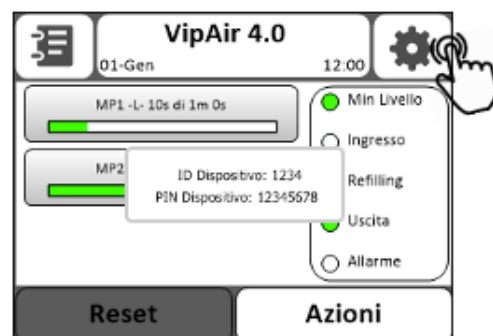 VipAir 4.0
01-Gen
12:00
MP1 -L- 10s di 1m 0s
MP2
ID Dispostivo: 1234
PIN Dispositivo: 12345678
Min Livello
Ingresso
Refilling
Uscita
Allarme
Reset
Azioni